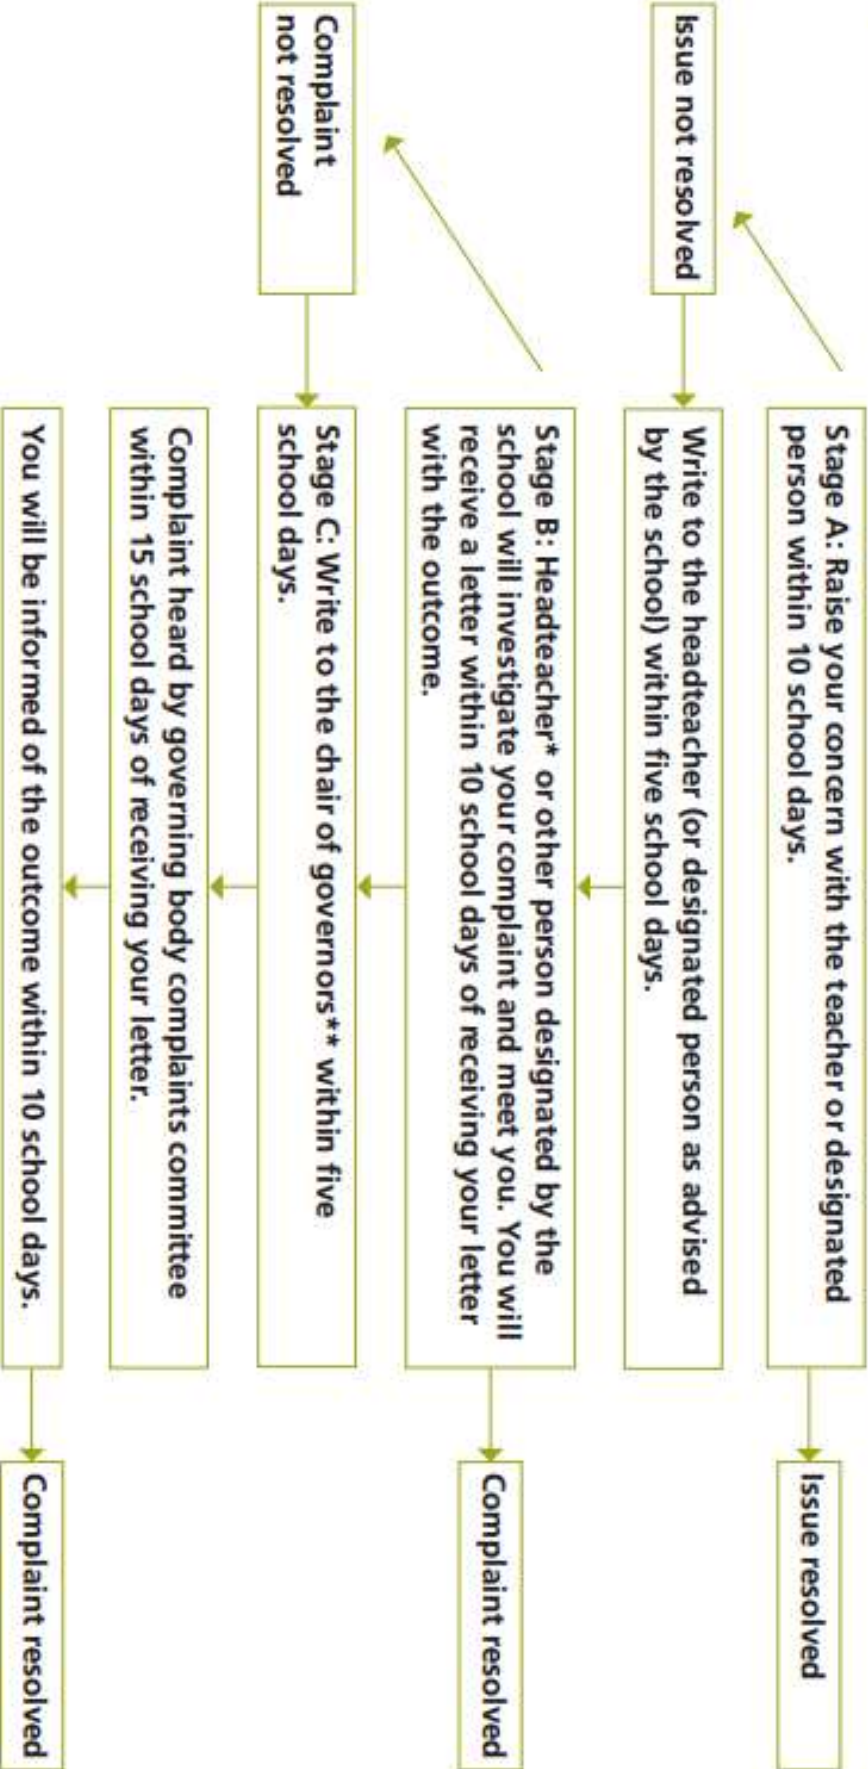 Stage A: Raise your concern with the teacher or designated
person within 10 school days.
Issue resolved
Issue not resolved
Write to the headteacher (or designated person as advised
by the school) within five school days.
Stage B: Headteacher* or other person designated by the
school will investigate your complaint and meet you. You will
receive a letter within 10 school days of receiving your letter
with the outcome.
Complaint resolved
Complaint
not resolved
Stage C: Write to the chair of governors** within five
school days.
Complaint heard by governing body complaints committee
within 15 school days of receiving your letter.
You will be informed of the outcome within 10 school days.
Complaint resolved